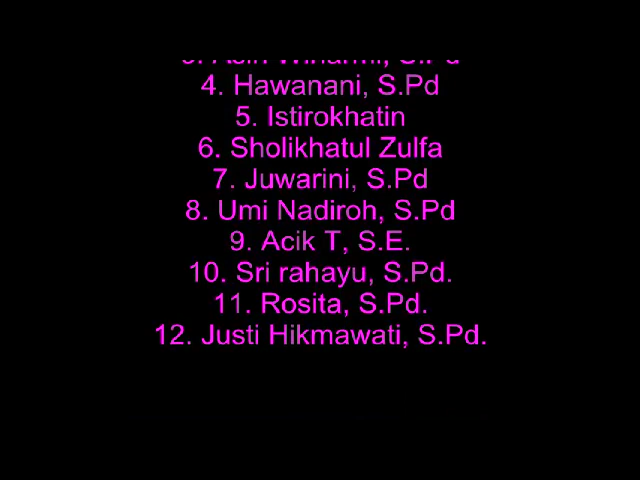 4. Hawanani, S.Pd
5. Istirokhatin
6. Sholikhatul Zulfa
7. Juwarini, S.Pd
8. Umi Nadiroh, S.Pd
9. Acik T, S.E.
10. Sri rahayu, S.Pd.
11. Rosita, S.Pd.
12. Justi Hikmawati, S.Pd.